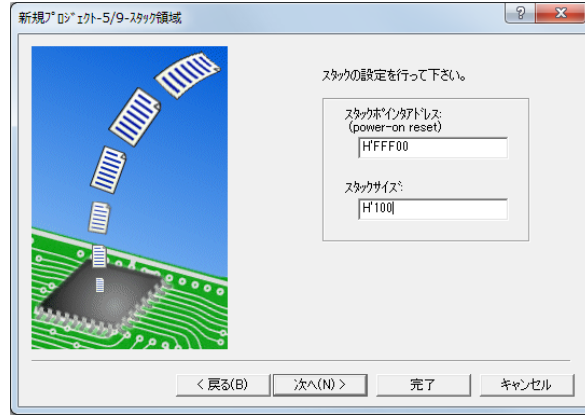 新規ﾌﾟﾛｼﾞｪｸﾄ-5/9-ｽﾀｯｸ領域
ｽﾀｯｸの設定を行って下さい。
ｽﾀｯｸﾎﾟｲﾝﾀｱﾄﾞﾚｽ:
(power-on reset)
H'FFF00
ｽﾀｯｸｻｲｽﾞ:
H'100
< 戻る(B)
次へ(N) >
完了
ｷｬﾝｾﾙ